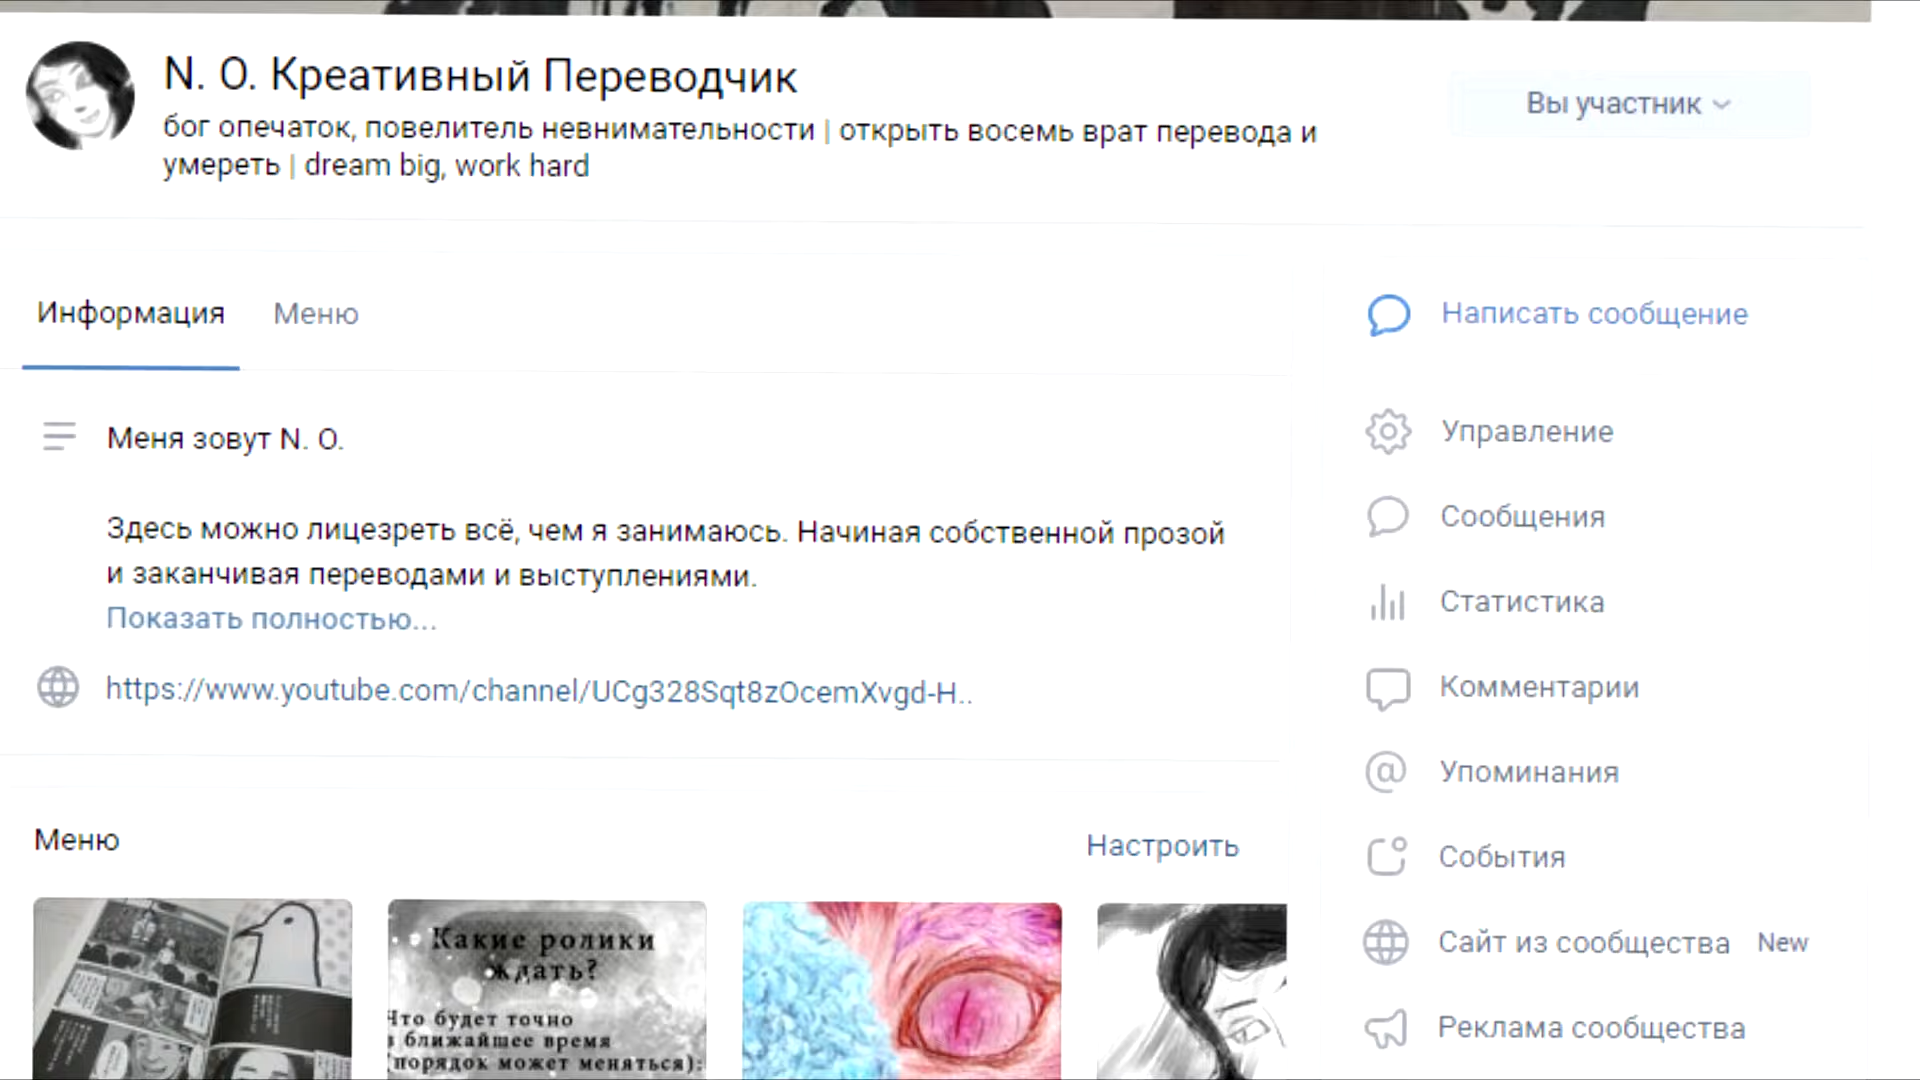 N. O. Креативный Переводчик
бог опечаток, повелитель невнимательности | открыть восемь врат перевода и
умереть | dream big, work hard
Вы участник
Информация Меню
Меня зовут N. O.
Здесь можно лицезреть всё, чем я занимаюсь. Начиная собственной прозой
и заканчивая переводами и выступлениями.
Показать полностью...
https://www.youtube.com/channel/UCg328Sqt8zOcemXvgd-H..
Меню
Настроить
Какие ролики
ждать?
Что будет точно
в ближайшее время
(порядок может меняться):
Написать сообщение
Управление
Сообщения
Статистика
Комментарии
Упоминания
События
Сайт из сообщества New
Реклама сообщества